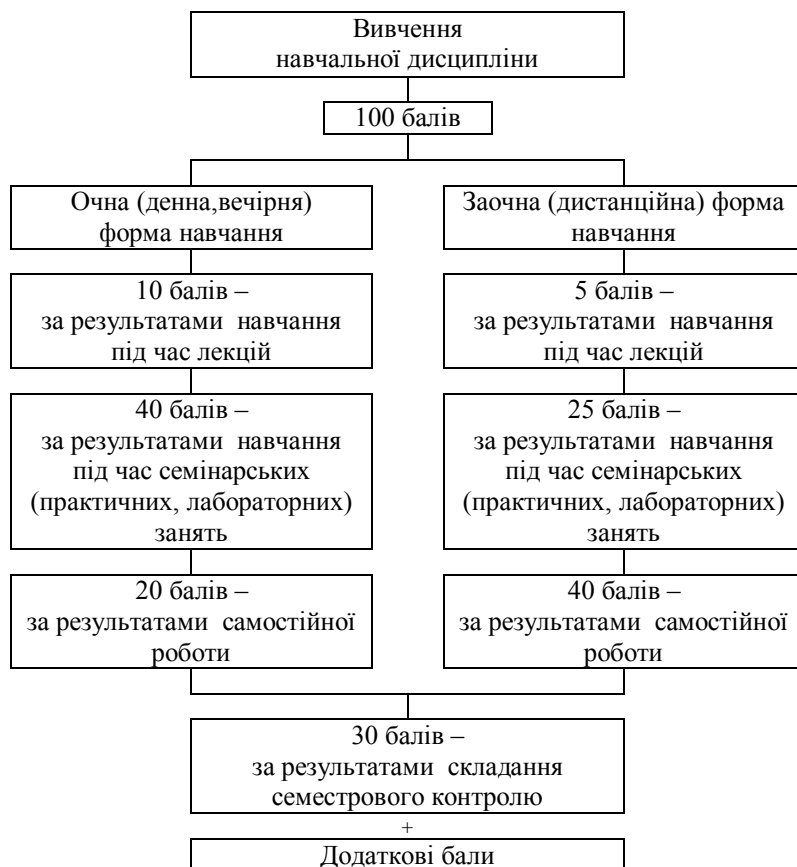 Вивчення
навчальної дисципліни
100 балів
Очна (денна,вечірня)
форма навчання
Заочна (дистанційна) форма
навчання
10 балів –
за результатами навчання
під час лекцій
5 балів –
за результатами навчання
під час лекцій
40 балів –
за результатами навчання
під час семінарських
(практичних, лабораторних)
занять
25 балів –
за результатами навчання
під час семінарських
(практичних, лабораторних)
занять
20 балів –
за результатами самостійної
роботи
40 балів –
за результатами самостійної
роботи
30 балів –
за результатами складання
семестрового контролю
+
Додаткові бали